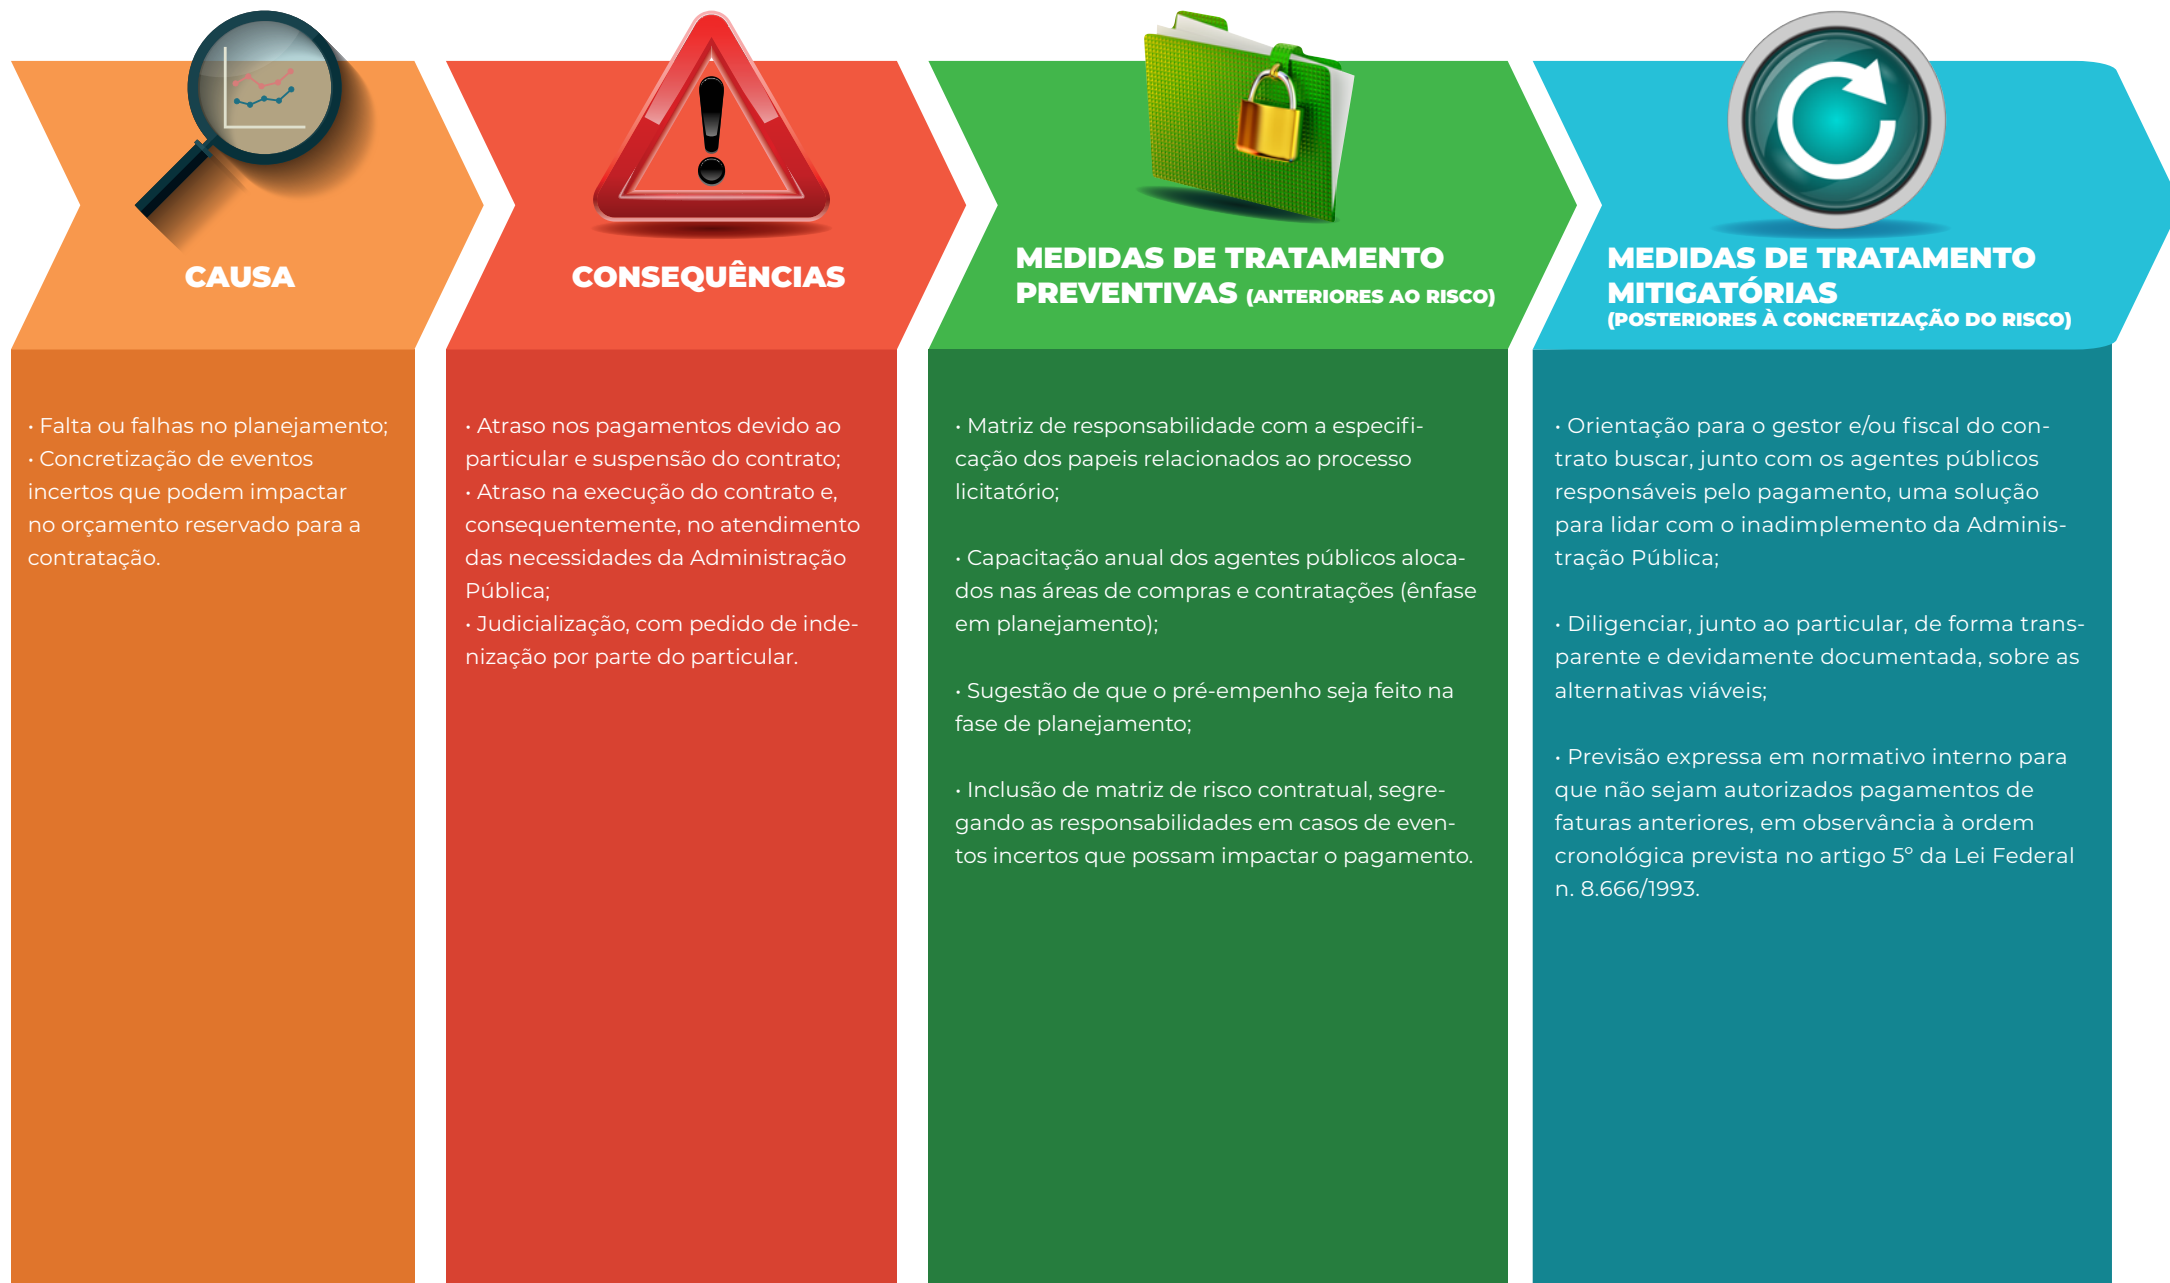 CAUSA
• Falta ou falhas no planejamento;
• Concretização de eventos
incertos que podem impactar
no orçamento reservado para a
contratação.
CONSEQUÊNCIAS
• Atraso nos pagamentos devido ao
particular e suspensão do contrato;
• Atraso na execução do contrato e,
consequentemente, no atendimento
das necessidades da Administração
Pública;
• Judicialização, com pedido de inde-
nização por parte do particular.
MEDIDAS DE TRATAMENTO
PREVENTIVAS (ANTERIORES AO RISCO)
• Matriz de responsabilidade com a especifi-
cação dos papeis relacionados ao processo
licitatório;
• Capacitação anual dos agentes públicos aloca-
dos nas áreas de compras e contratações (ênfase
em planejamento);
• Sugestão de que o pré-empenho seja feito na
fase de planejamento;
• Inclusão de matriz de risco contratual, segre-
gando as responsabilidades em casos de even-
tos incertos que possam impactar o pagamento.
MEDIDAS DE TRATAMENTO
MITIGATÓRIAS
(POSTERIORES À CONCRETIZAÇÃO DO RISCO)
• Orientação para o gestor e/ou fiscal do con-
trato buscar, junto com os agentes públicos
responsáveis pelo pagamento, uma solução
para lidar com o inadimplemento da Adminis-
tração Pública;
• Diligenciar, junto ao particular, de forma trans-
parente e devidamente documentada, sobre as
alternativas viáveis;
• Previsão expressa em normativo interno para
que não sejam autorizados pagamentos de
faturas anteriores, em observância à ordem
cronológica prevista no artigo 5º da Lei Federal
n. 8.666/1993.